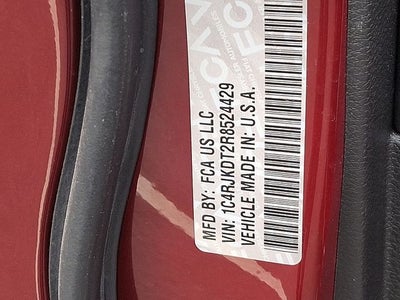 MFD BY: FCA US LLC
VIN: 1C4RJKDT2R8524429
VEHICLE MADE IN: U.S.A.